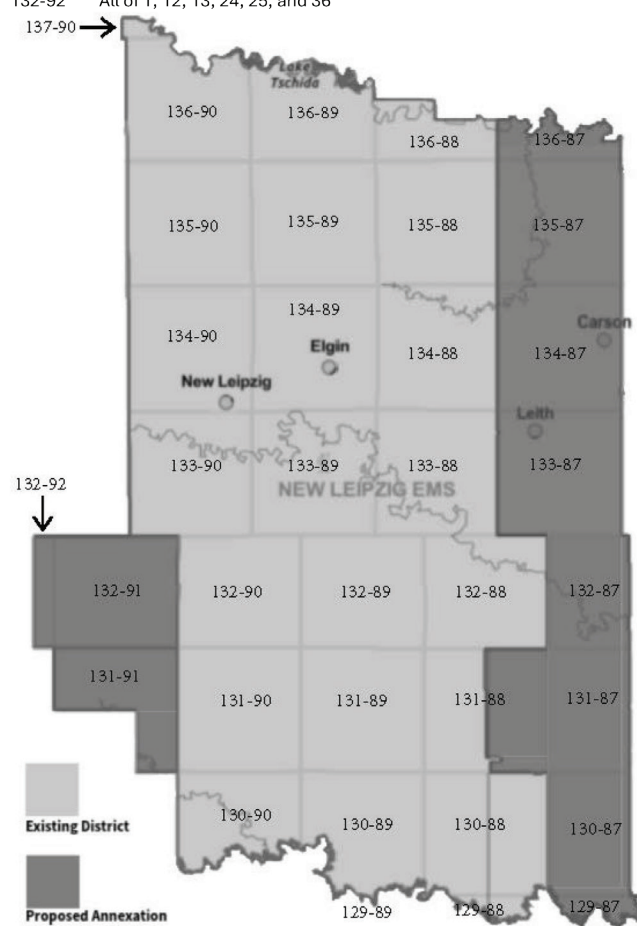 132-92 All of 1, 12, 13, 24, 25, and 36
137-90
Lake
Tschida
136-90 136-89 136-88 136-87
135-90 135-89 135-88 135-87
134-89
Carson
134-90 Elgin 134-88 134-87
New Leipzig
Leith
133-90 133-89 133-88 133-87
132-92
NEW LEIPZIG EMS
132-91 132-90 132-89 132-88 132-87
131-91
131-90 131-89 131-88 131-87
130-90 130-89 130-88 130-87
Existing District
129-89 129-88 129-87
Proposed Annexation